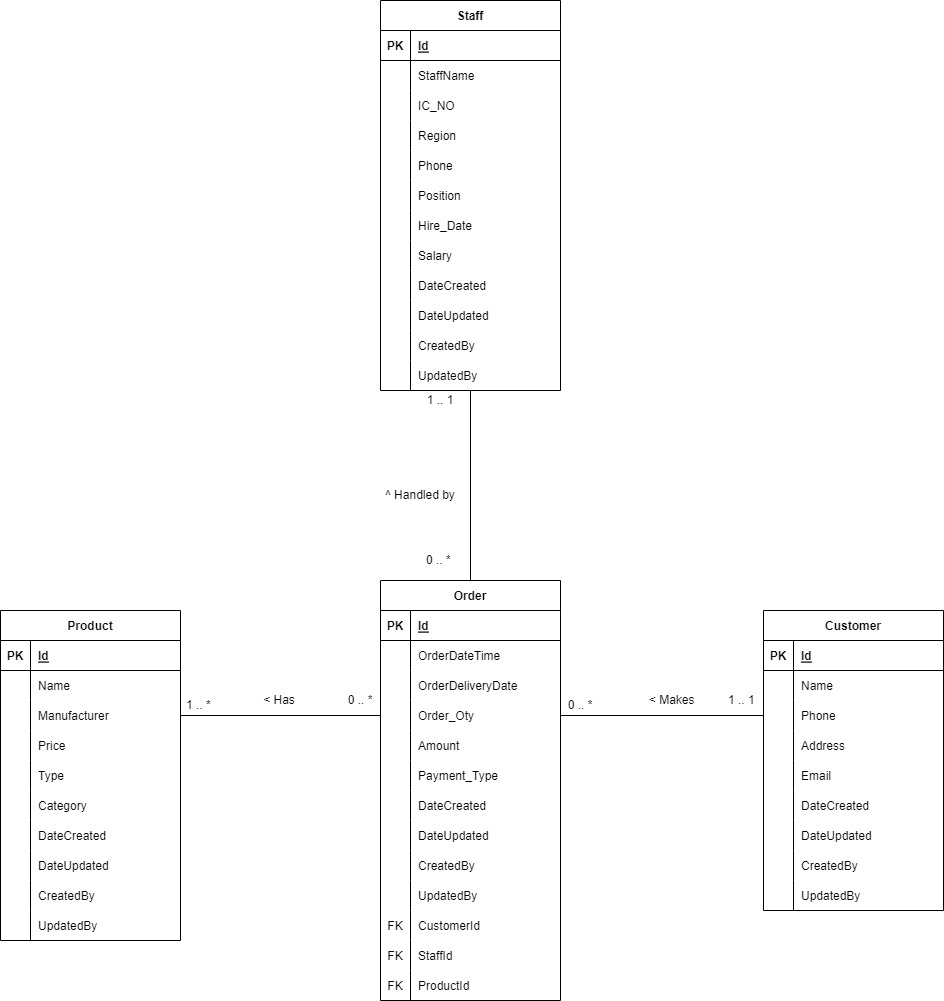 Staff
PK Id
StaffName
IC_NO
Region
Phone
Position
Hire_Date
Salary
DateCreated
DateUpdated
CreatedBy
UpdatedBy
1 .. 1
^ Handled by
0 .. *
Product
PK Id
Name
Manufacturer
Price
Type
Category
DateCreated
DateUpdated
CreatedBy
UpdatedBy
1 .. *
< Has
0 .. *
Order
PK Id
OrderDateTime
OrderDeliveryDate
Order_Qty
Amount
Payment_Type
DateCreated
DateUpdated
CreatedBy
UpdatedBy
FK CustomerId
FK StaffId
FK ProductId
0 .. *
< Makes
1 .. 1
Customer
PK Id
Name
Phone
Address
Email
DateCreated
DateUpdated
CreatedBy
UpdatedBy